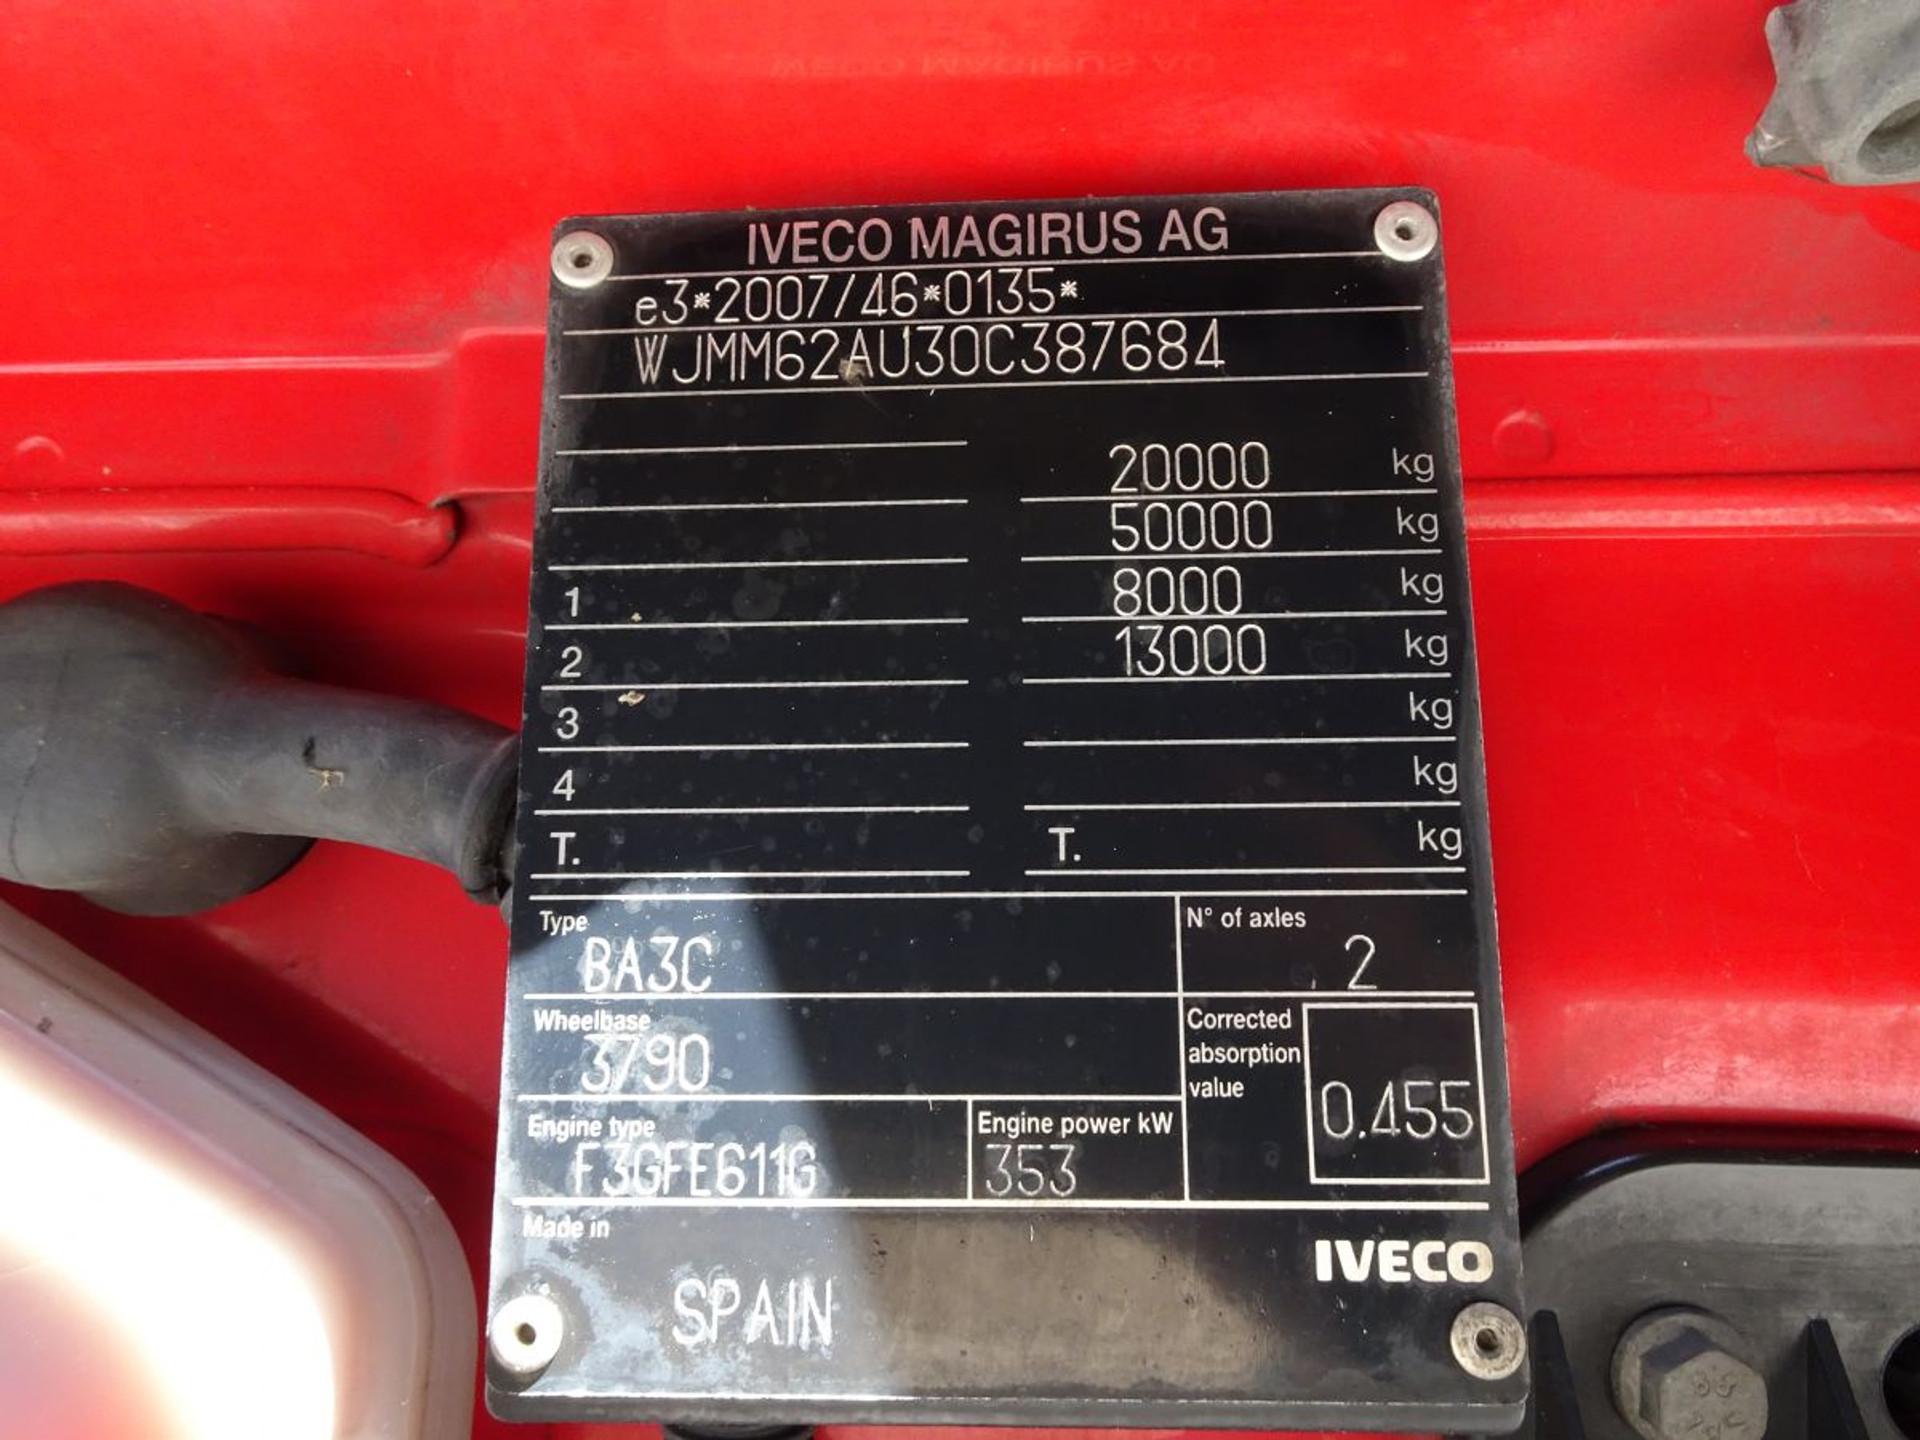 IVECO MAGIRUS AG
e3*2007/46*0135*
WJMM62AU30C387684
20000 kg
50000 kg
1 8000 kg
2 13000 kg
3 kg
4 kg
T. T. kg
Type N° of axles
BA3C 2
Wheelbase Corrected absorption value
3790 0.455
Engine type Engine power kW
F3GFE611G 353
Made in
IVECO
SPAIN